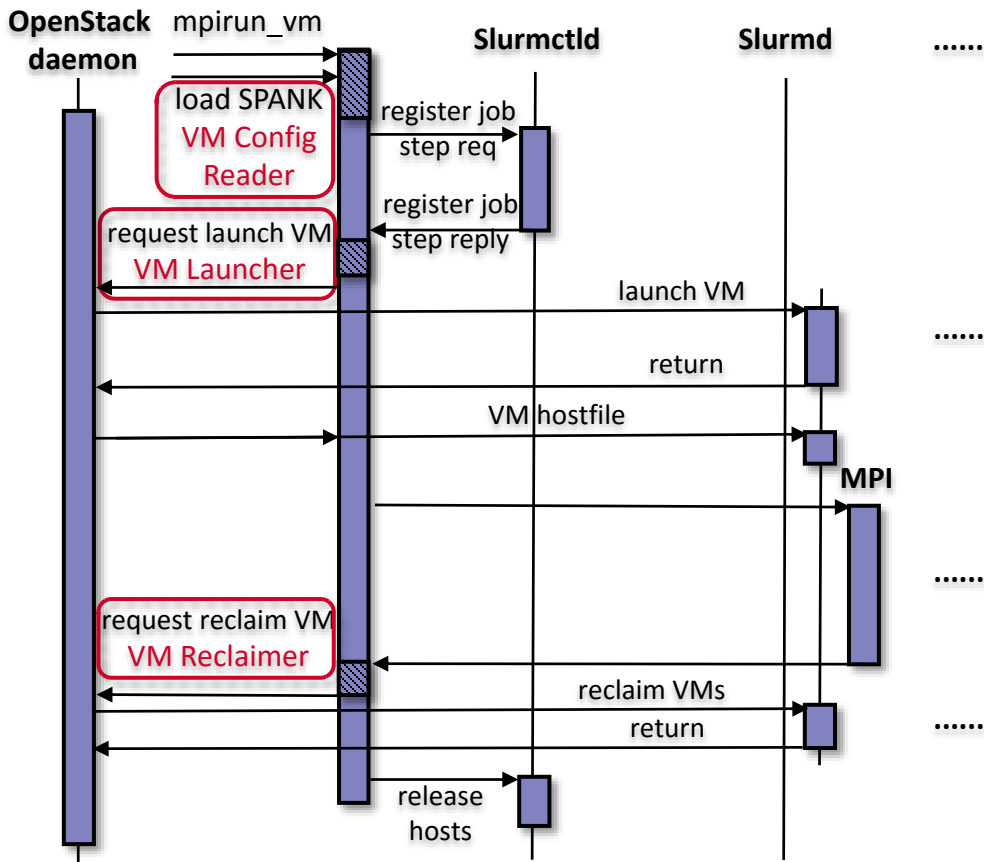 OpenStack
daemon
mpirun_vm
Slurmctld
Slurmd
......
load SPANK
VM Config
Reader
register job
step req
register job
step reply
request launch VM
VM Launcher
launch VM
......
return
VM hostfile
MPI
......
request reclaim VM
VM Reclaimer
reclaim VMs
......
return
release
hosts